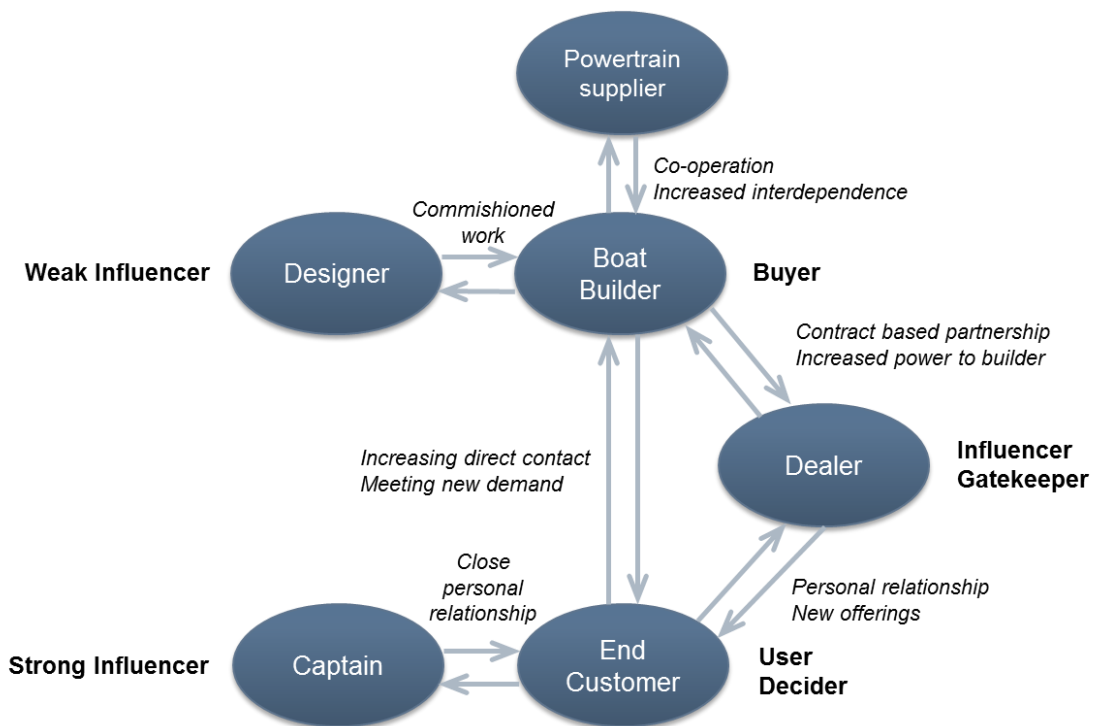 Powertrain
supplier
Co-operation
Increased interdependence
Commishioned
work
Weak Influencer
Designer
Boat
Builder
Buyer
Contract based partnership
Increased power to builder
Increasing direct contact
Meeting new demand
Dealer
Influencer
Gatekeeper
Close
personal
relationship
Personal relationship
New offerings
Strong Influencer
Captain
End
Customer
User
Decider